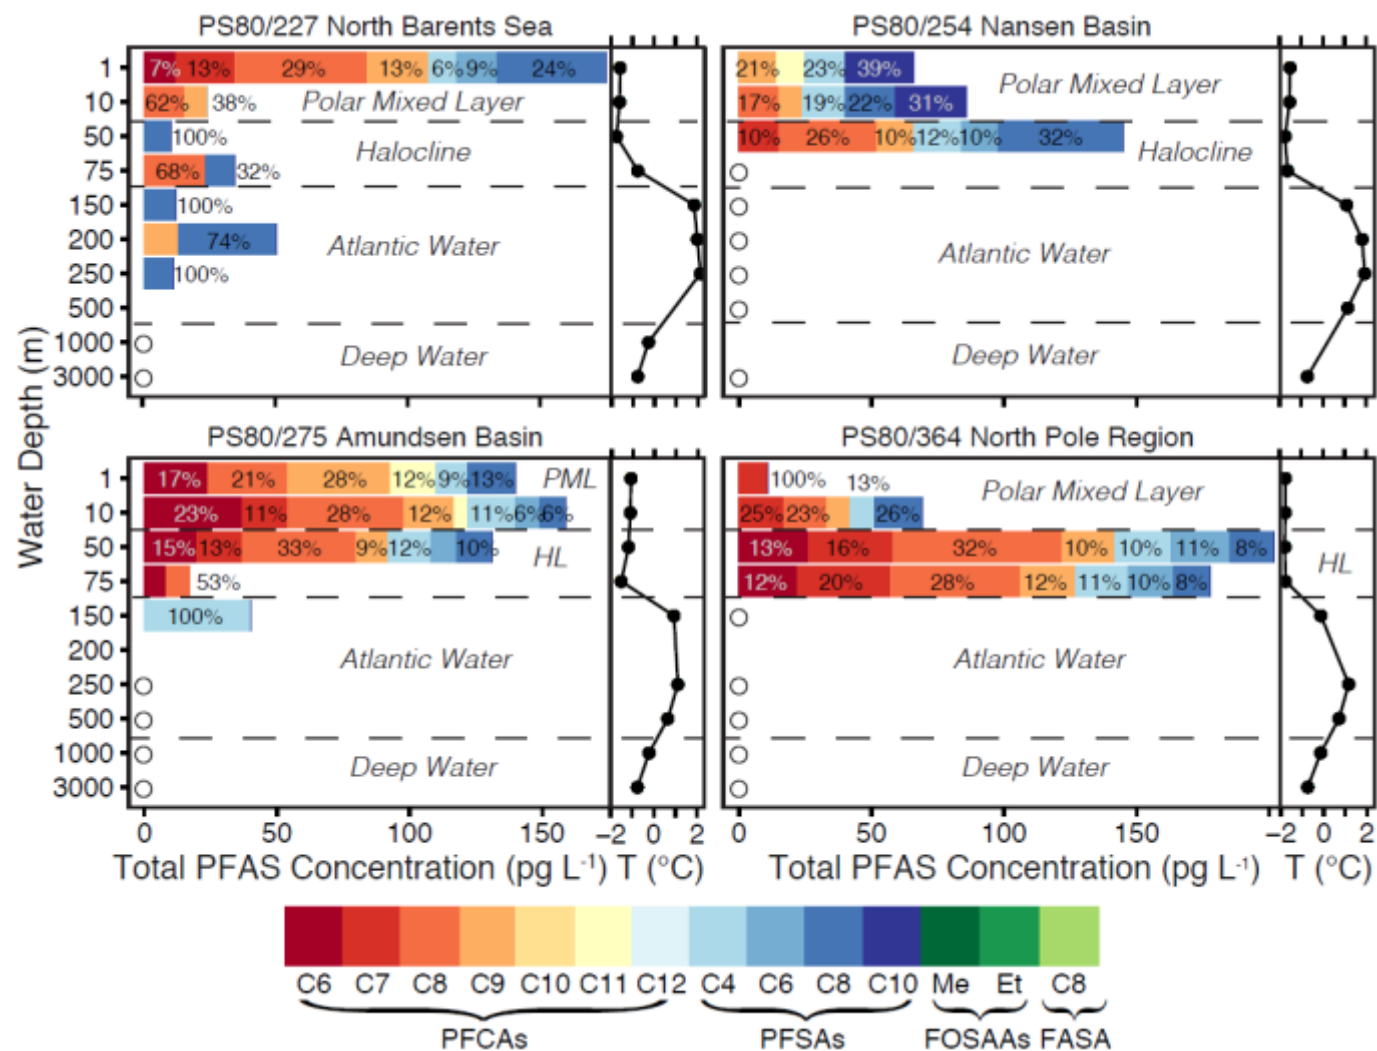 PS80/227 North Barents Sea
PS80/254 Nansen Basin
Water Depth (m)
1
7% 13% 29% 13% 6% 9% 24%
10
62% 38% Polar Mixed Layer
50
100%
Halocline
75
68% 32%
150
100%
200
74% Atlantic Water
250
100%
500
1000
Deep Water
3000
21% 23% 39%
Polar Mixed Layer
17% 19% 22% 31%
10% 26% 10% 12% 10% 32%
Halocline
Atlantic Water
Deep Water
PS80/275 Amundsen Basin
PS80/364 North Pole Region
1
17% 21% 28% 12% 9% 13% PML
10
23% 11% 28% 12% 11% 6% 6%
50
15% 13% 33% 9% 12% 10%
HL
75
53%
150
100%
200
Atlantic Water
250
500
1000
Deep Water
3000
100% 13%
Polar Mixed Layer
25% 23% 26%
13% 16% 32% 10% 10% 11% 8%
HL
12% 20% 28% 12% 11% 10% 8%
Atlantic Water
Deep Water
0 50 100 150 −2 0 2
0 50 100 150 −2 0 2
Total PFAS Concentration (pg L-1) T (°C)
Total PFAS Concentration (pg L-1) T (°C)
C6 C7 C8 C9 C10 C11 C12 C4 C6 C8 C10 Me Et C8
PFCAs PFSAs FOSAAs FASA